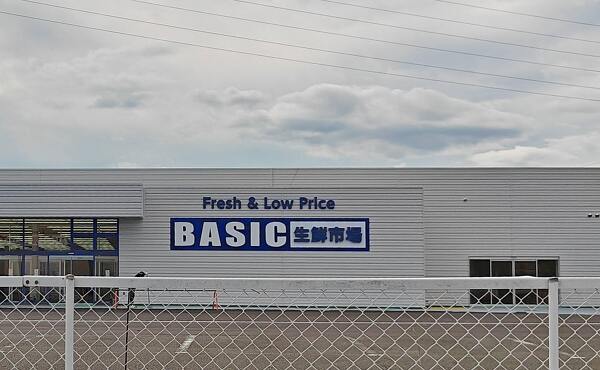 Fresh & Low Price
BASIC 生鮮市場